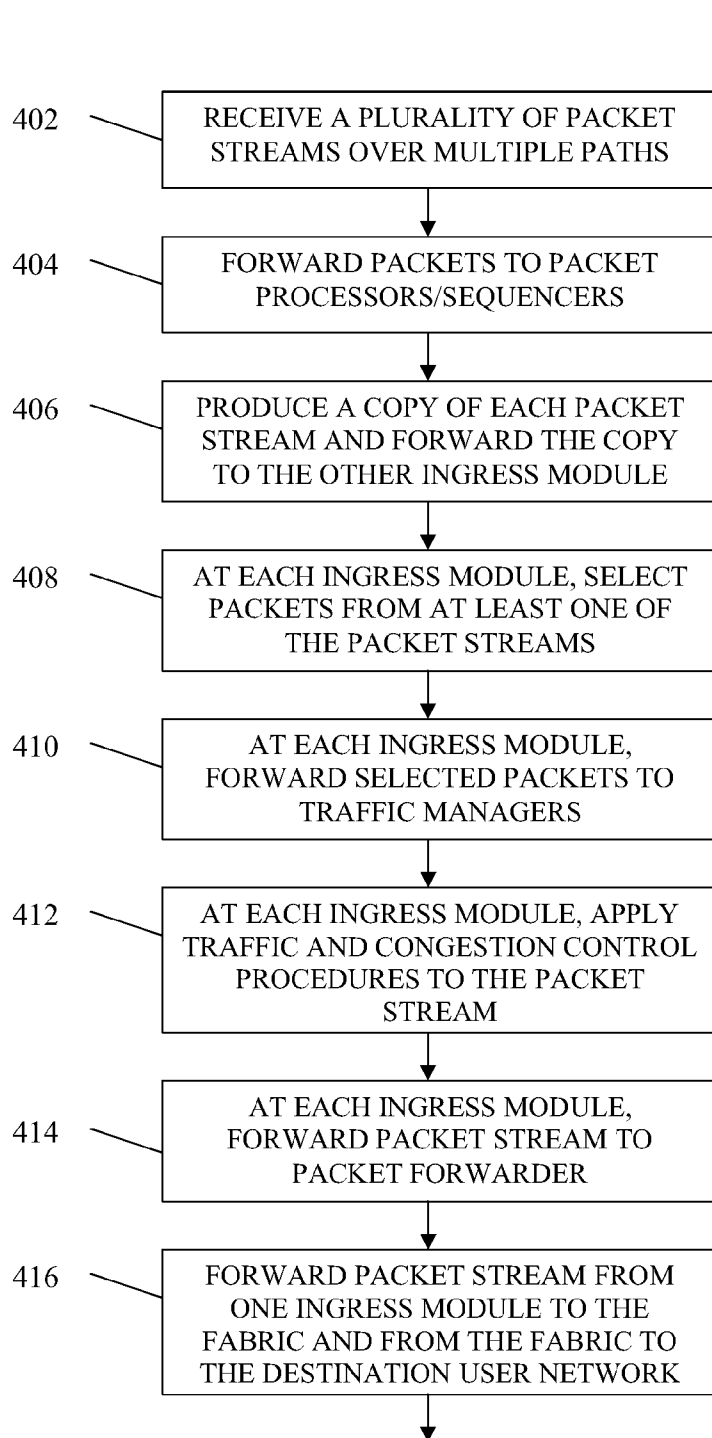 402
RECEIVE A PLURALITY OF PACKET
STREAMS OVER MULTIPLE PATHS
404
FORWARD PACKETS TO PACKET
PROCESSORS/SEQUENCERS
406
PRODUCE A COPY OF EACH PACKET
STREAM AND FORWARD THE COPY
TO THE OTHER INGRESS MODULE
408
AT EACH INGRESS MODULE, SELECT
PACKETS FROM AT LEAST ONE OF
THE PACKET STREAMS
410
AT EACH INGRESS MODULE,
FORWARD SELECTED PACKETS TO
TRAFFIC MANAGERS
412
AT EACH INGRESS MODULE, APPLY
TRAFFIC AND CONGESTION CONTROL
PROCEDURES TO THE PACKET
STREAM
414
AT EACH INGRESS MODULE,
FORWARD PACKET STREAM TO
PACKET FORWARDER
416
FORWARD PACKET STREAM FROM
ONE INGRESS MODULE TO THE
FABRIC AND FROM THE FABRIC TO
THE DESTINATION USER NETWORK